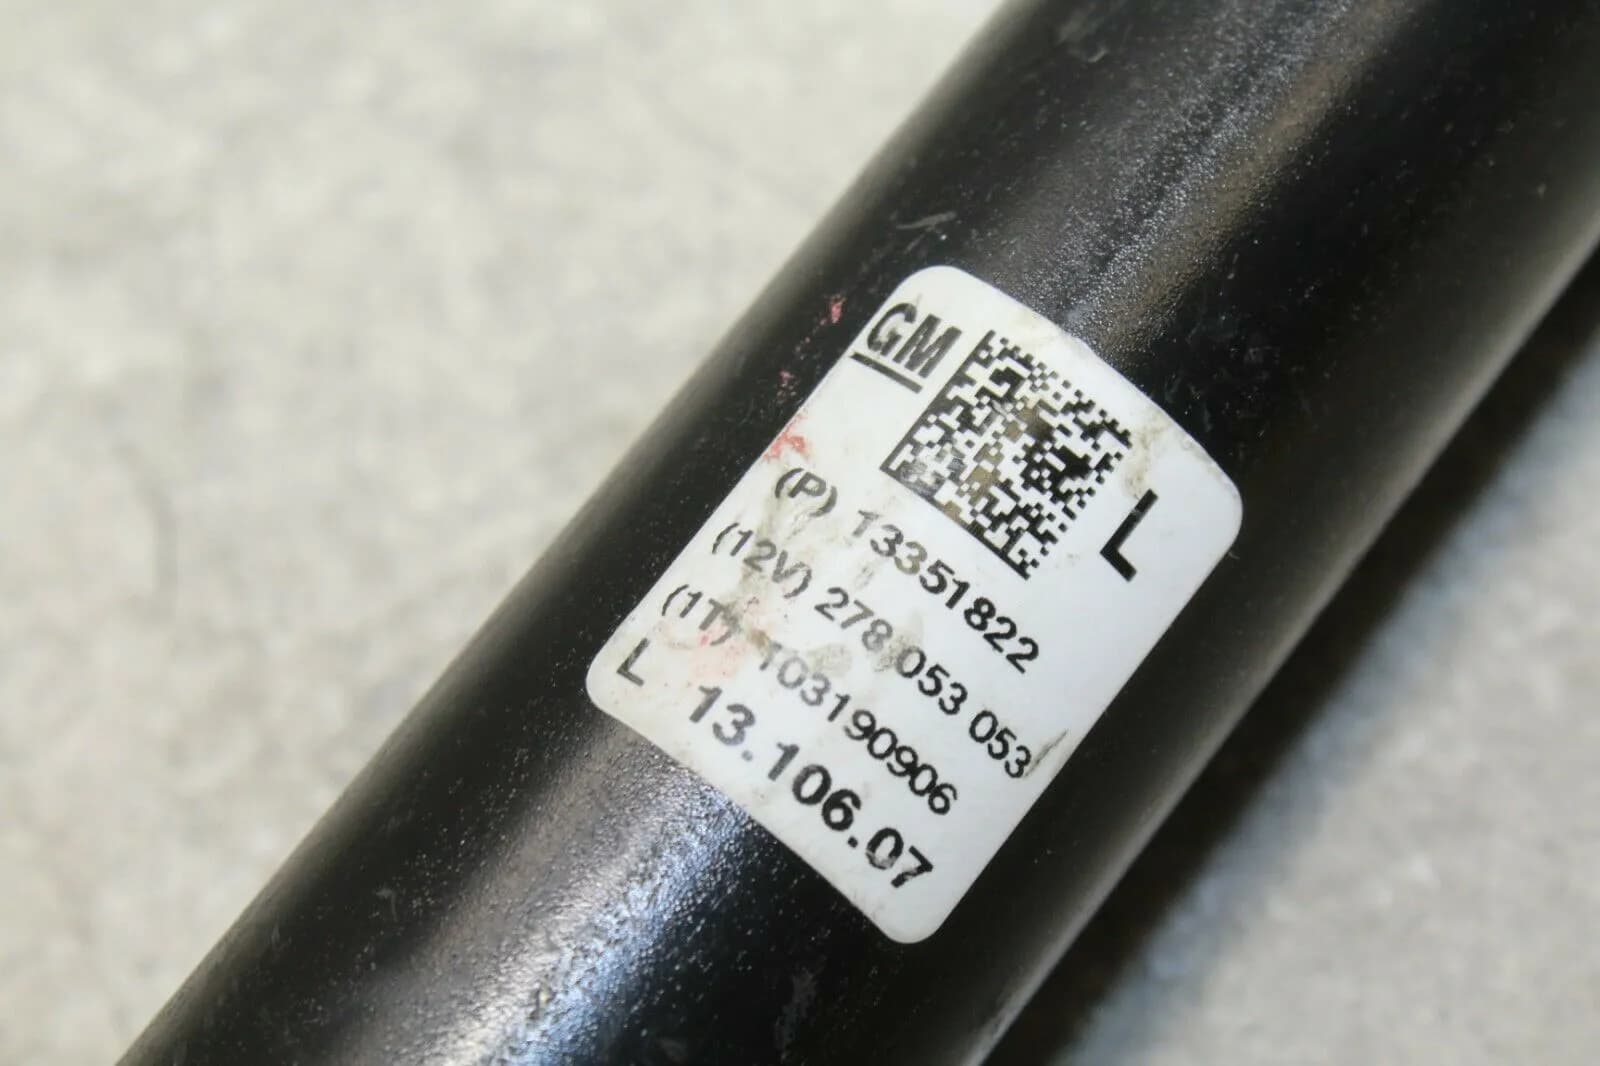 GM
L
(P) 13351822
(12V) 278 053 053
(1T) 103190906
L 13.106.07